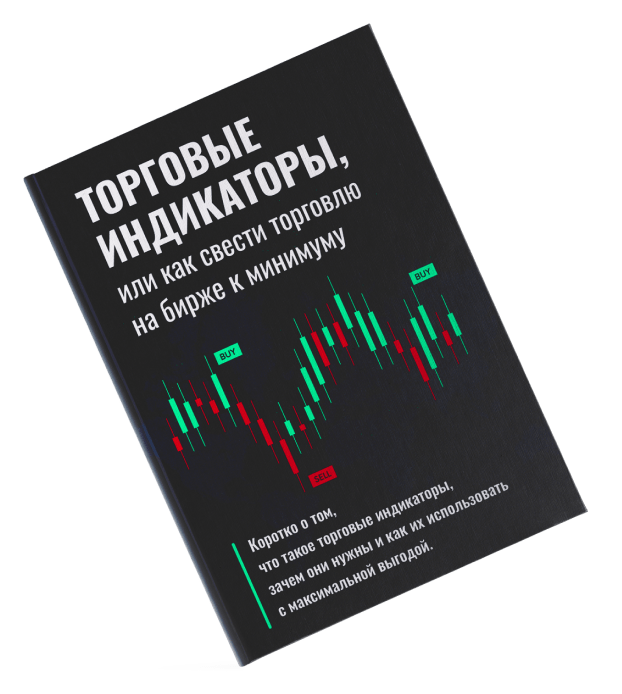 ТОРГОВЫЕ
ИНДИКАТОРЫ,
или как свести торговлю
на бирже к минимуму
BUY
BUY
SELL
Коротко о том,
что такое торговые индикаторы,
зачем они нужны и как их использовать
с максимальной выгодой.